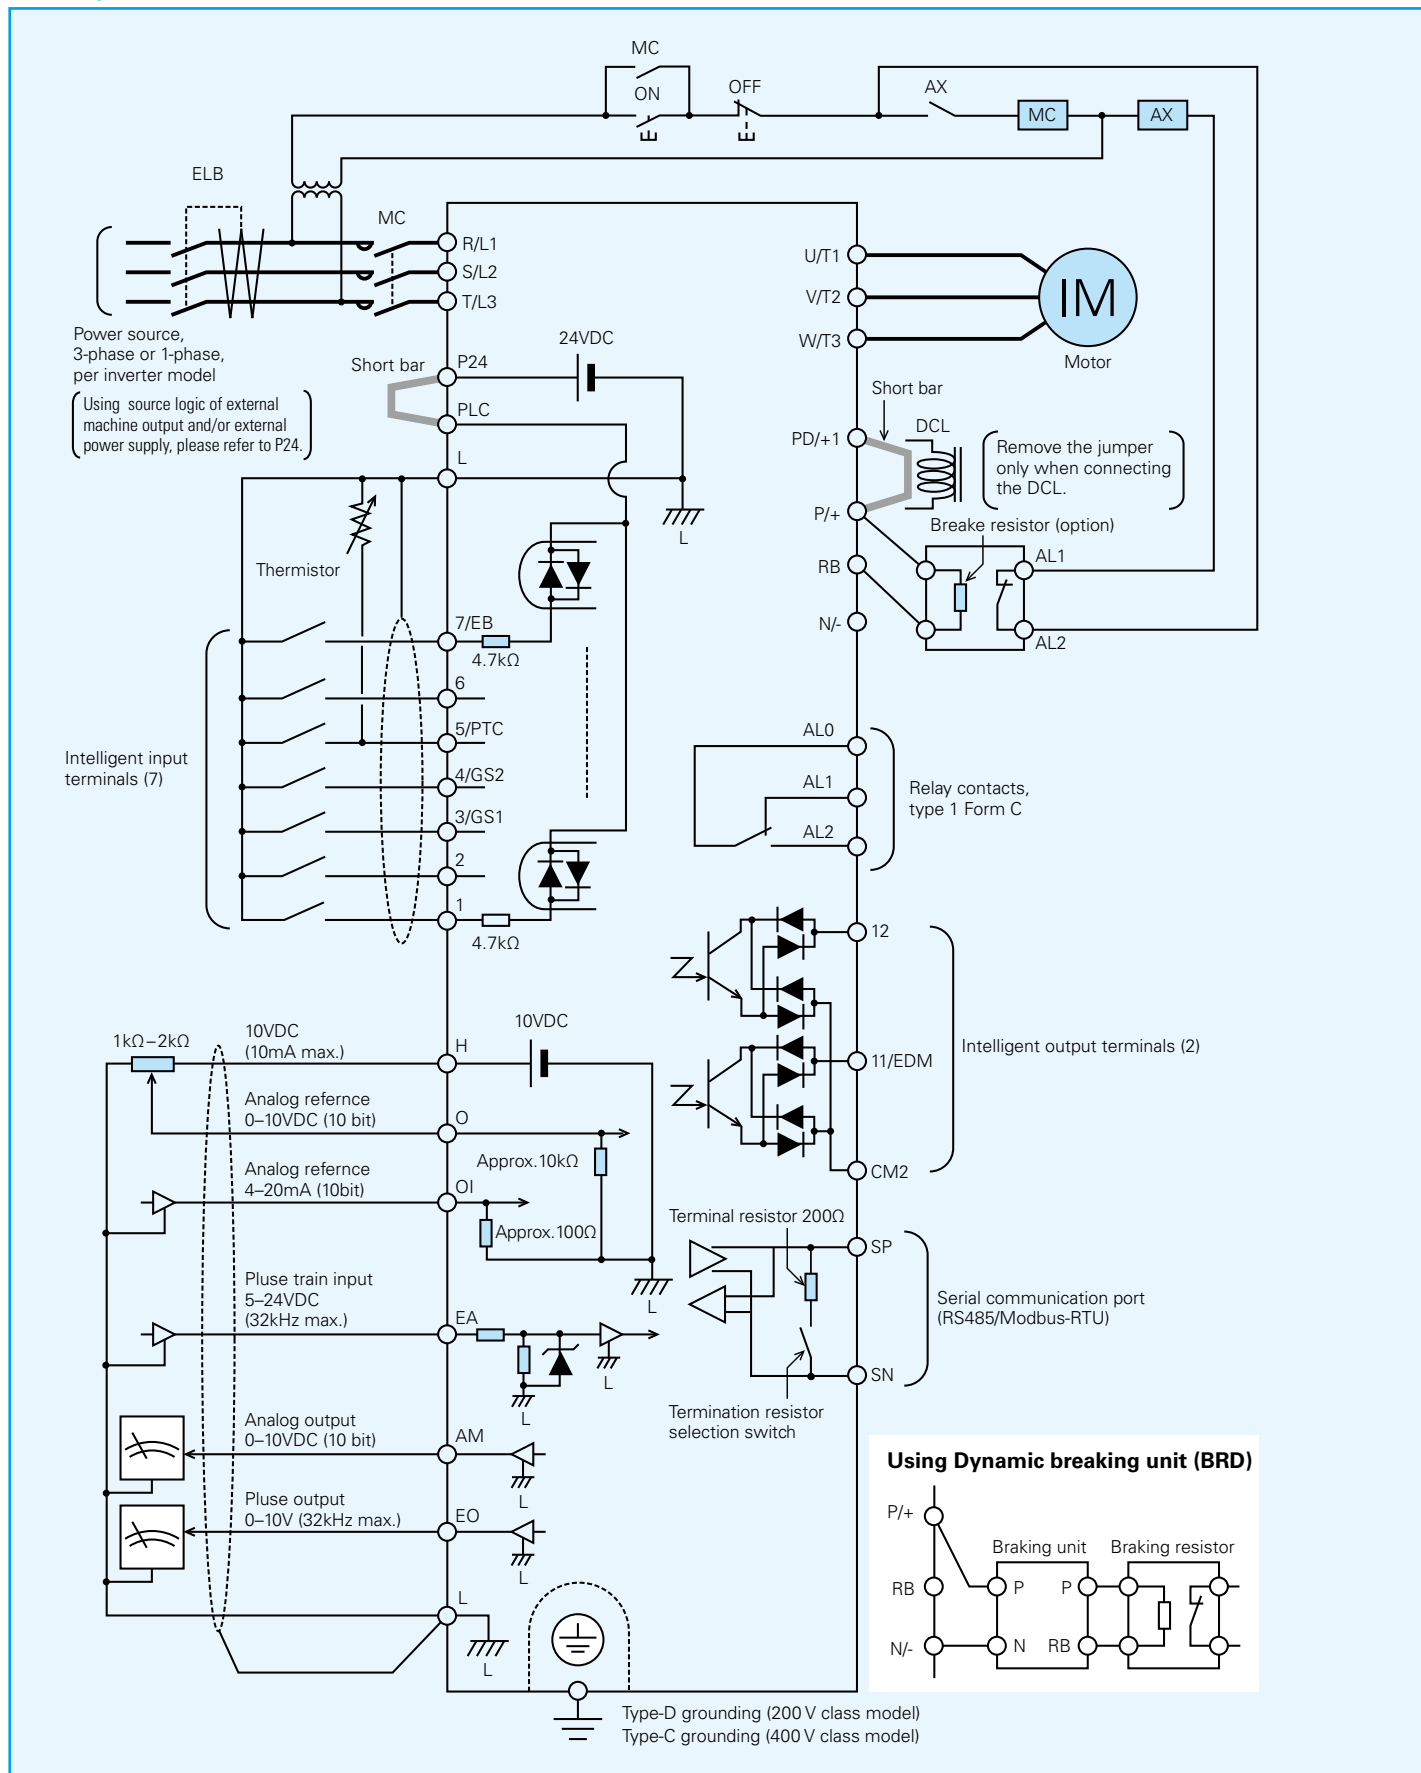 MC
ON
OFF
AX
MC
AX
ELB
MC
R/L1
S/L2
T/L3
U/T1
V/T2
W/T3
IM
Motor
Power source,
3-phase or 1-phase,
per inverter model
Using source logic of external
machine output and/or external
power supply, please refer to P24.
Short bar
P24
24VDC
PLC
L
L
Thermistor
Short bar
PD/+1
DCL
Remove the jumper
only when connecting
the DCL.
P/+
Breake resistor (option)
AL1
RB
N/-
AL2
7/EB
4.7kΩ
6
5/PTC
4/GS2
3/GS1
2
1
4.7kΩ
Intelligent input
terminals (7)
AL0
AL1
AL2
Relay contacts,
type 1 Form C
12
11/EDM
CM2
Intelligent output terminals (2)
1kΩ–2kΩ
10VDC
(10mA max.)
H
10VDC
Analog refernce
0–10VDC (10 bit)
O
Approx.10kΩ
Analog refernce
4–20mA (10bit)
OI
Approx.100Ω
L
Terminal resistor 200Ω
SP
Serial communication port
(RS485/Modbus-RTU)
SN
Termination resistor
selection switch
Pluse train input
5–24VDC
(32kHz max.)
EA
L
L
Analog output
0–10VDC (10 bit)
AM
L
Pluse output
0–10V (32kHz max.)
EO
L
L
L
Type-D grounding (200 V class model)
Type-C grounding (400 V class model)
Using Dynamic breaking unit (BRD)
P/+
Braking unit
Braking resistor
RB
P
P
N/-
N
RB